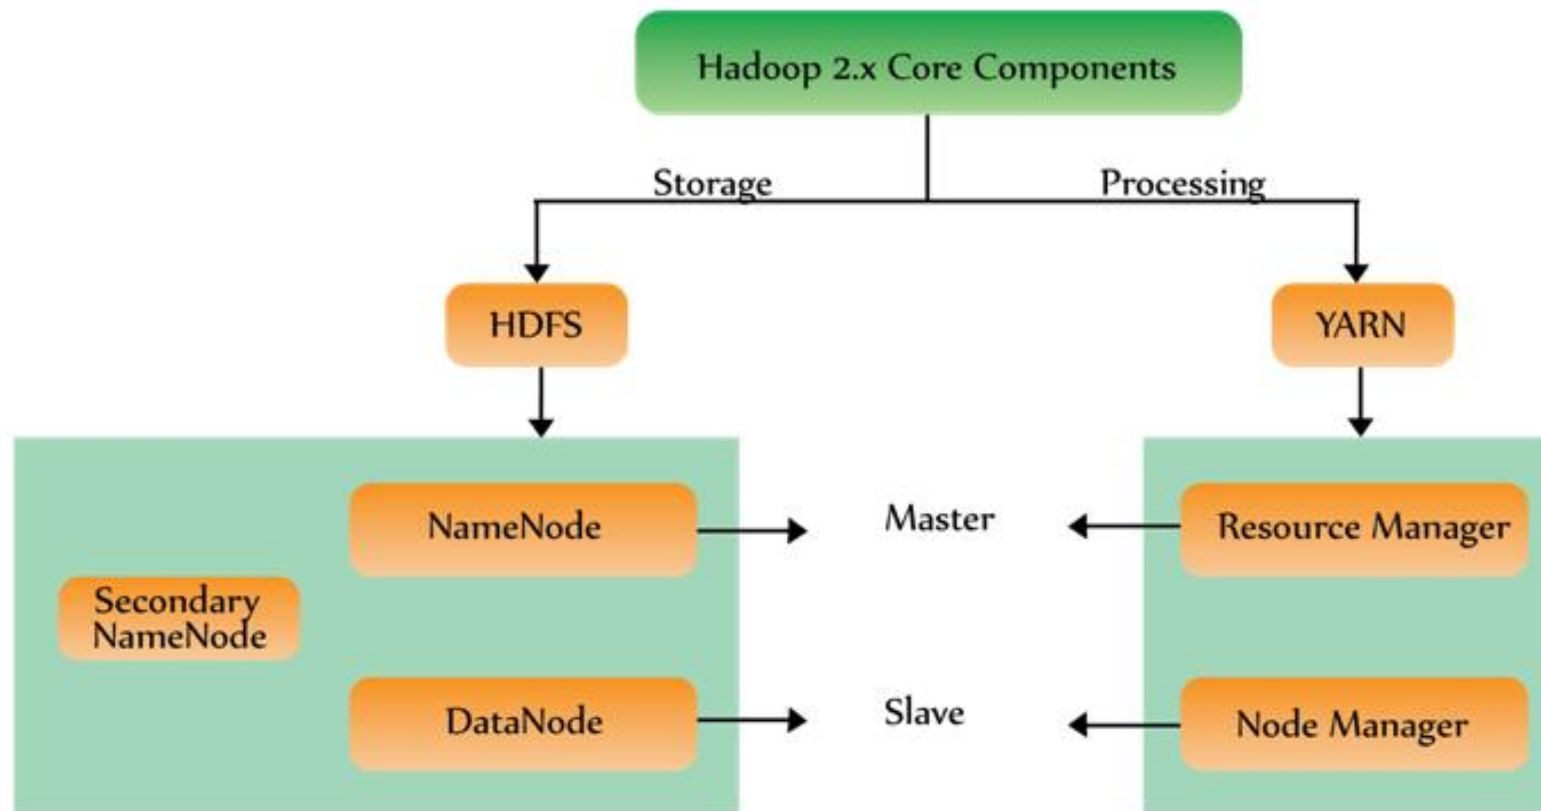 Hadoop 2.x Core Components
Storage
Processing
HDFS
YARN
NameNode
Master
Resource Manager
Secondary
NameNode
DataNode
Slave
Node Manager